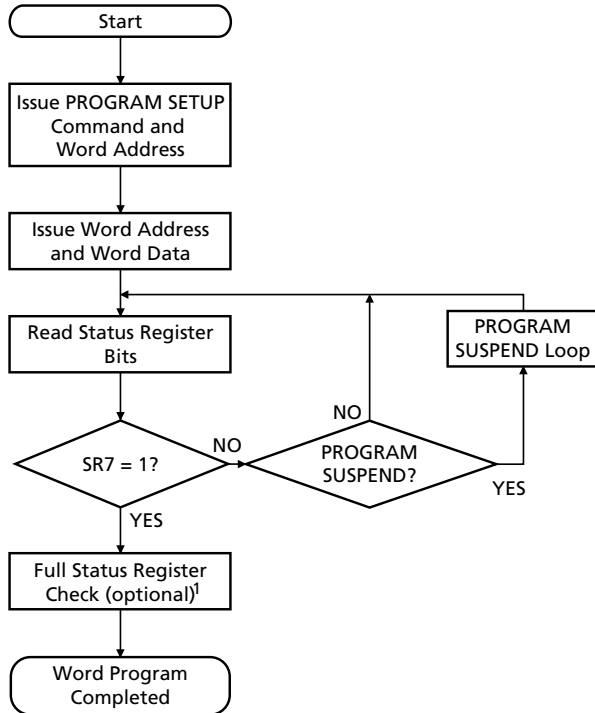 Start
Issue PROGRAM SETUP
Command and
Word Address
Issue Word Address
and Word Data
Read Status Register
Bits
PROGRAM
SUSPEND Loop
NO
SR7 = 1?
NO
PROGRAM
SUSPEND?
YES
YES
Full Status Register
Check (optional)1
Word Program
Completed